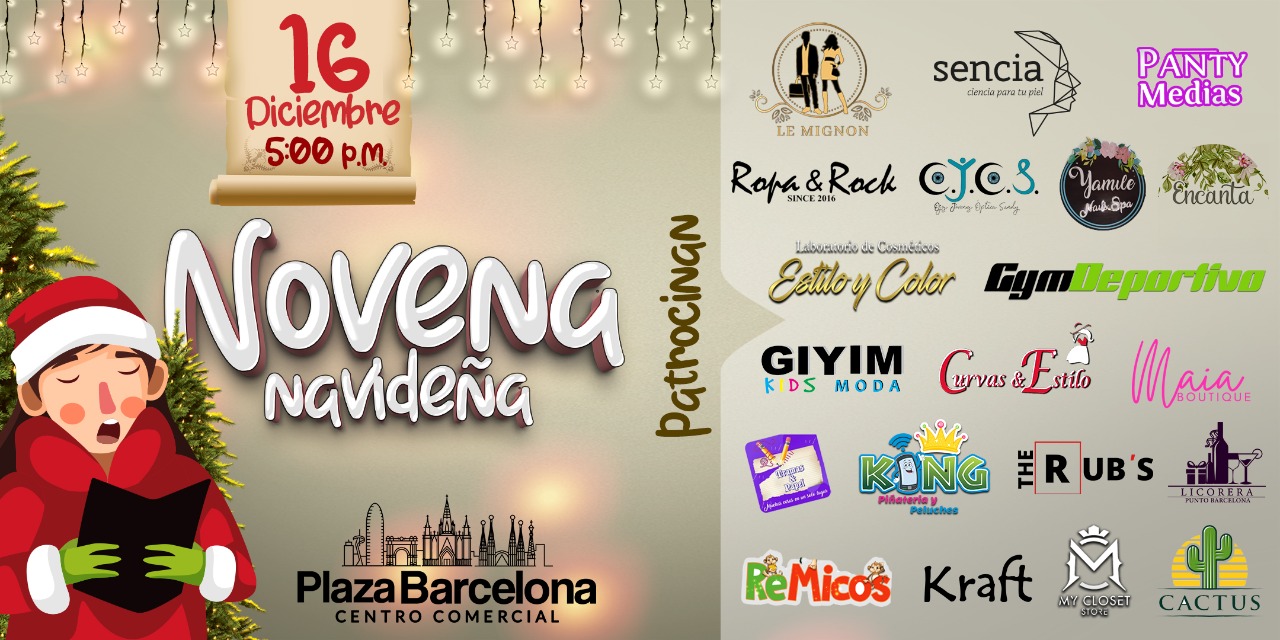 16
Diciembre
5:00 p.m.
Novena
navideña
Plaza Barcelona
CENTRO COMERCIAL
Patrocinan
LE MIGNON
sencia
ciencia para tu piel
PANTY
Medias
Ropa & Rock
SINCE 2016
O.J.C.S.
Yamile
Nails Spa
Encanta
Laboratorio de Cosméticos
Estilo y Color
GymDeportivo
GIYIM
KIDS MODA
Curvas & Estilo
Maia
BOUTIQUE
&
Papel
KING
Piñatería y
Peluches
THE RUB'S
LICORERA
PUNTO BARCELONA
ReMicos
Kraft
MY CLOSET
STORE
CACTUS